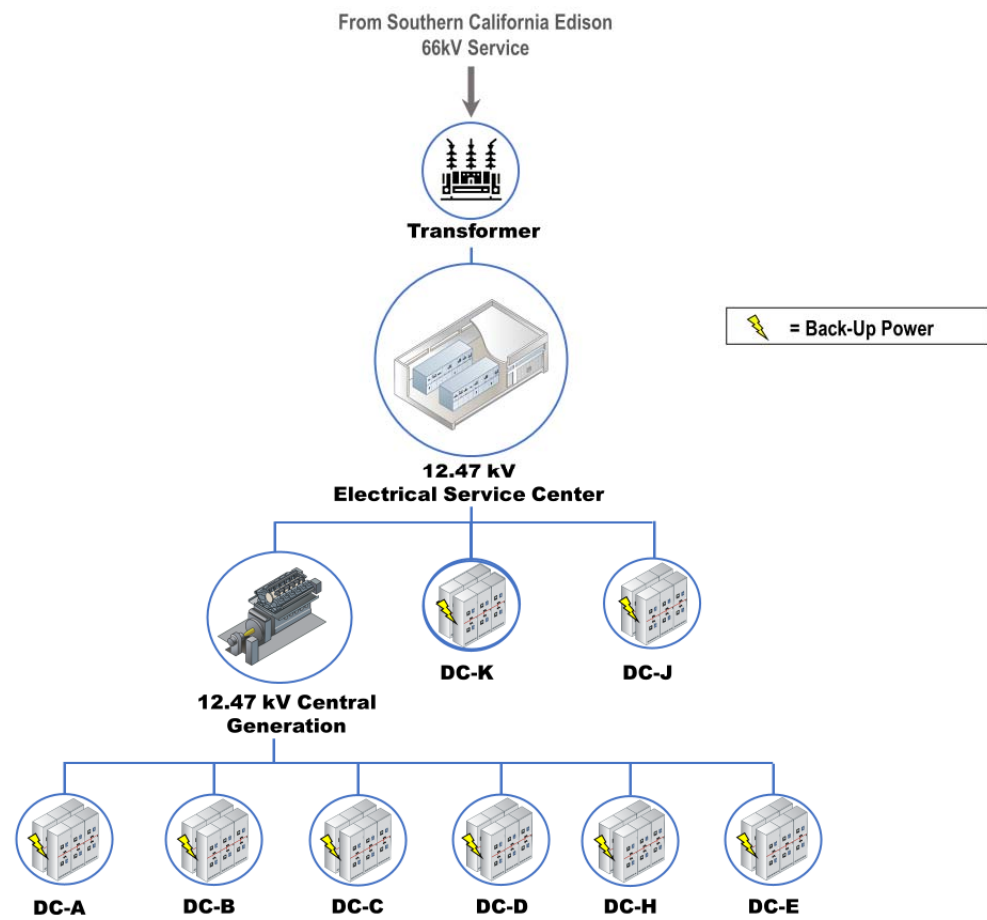 From Southern California Edison
66kV Service
Transformer
= Back-Up Power
12.47 kV
Electrical Service Center
DC-K
DC-J
12.47 kV Central
Generation
DC-A
DC-B
DC-C
DC-D
DC-H
DC-E